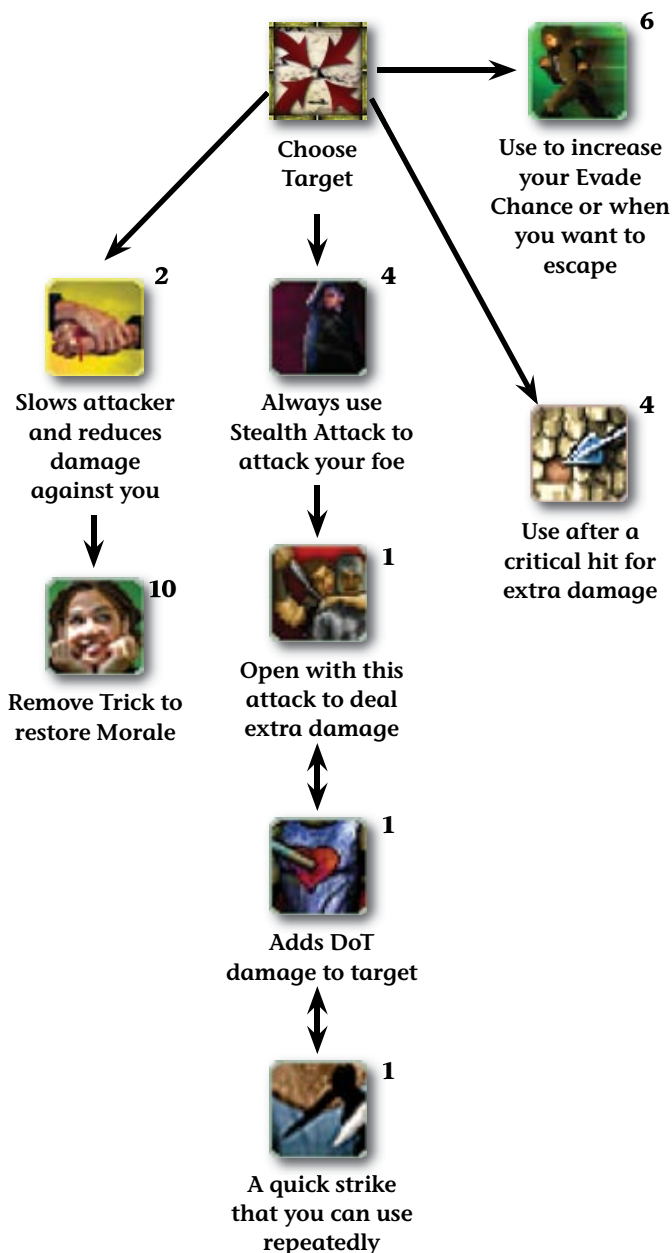 6
Choose
Target
Use to increase
your Evade
Chance or when
you want to
escape
2
Slows attacker
and reduces
damage
against you
4
Always use
Stealth Attack to
attack your foe
4
Use after a
critical hit for
extra damage
10
Remove Trick to
restore Morale
1
Open with this
attack to deal
extra damage
1
Adds DoT
damage to target
1
A quick strike
that you can use
repeatedly